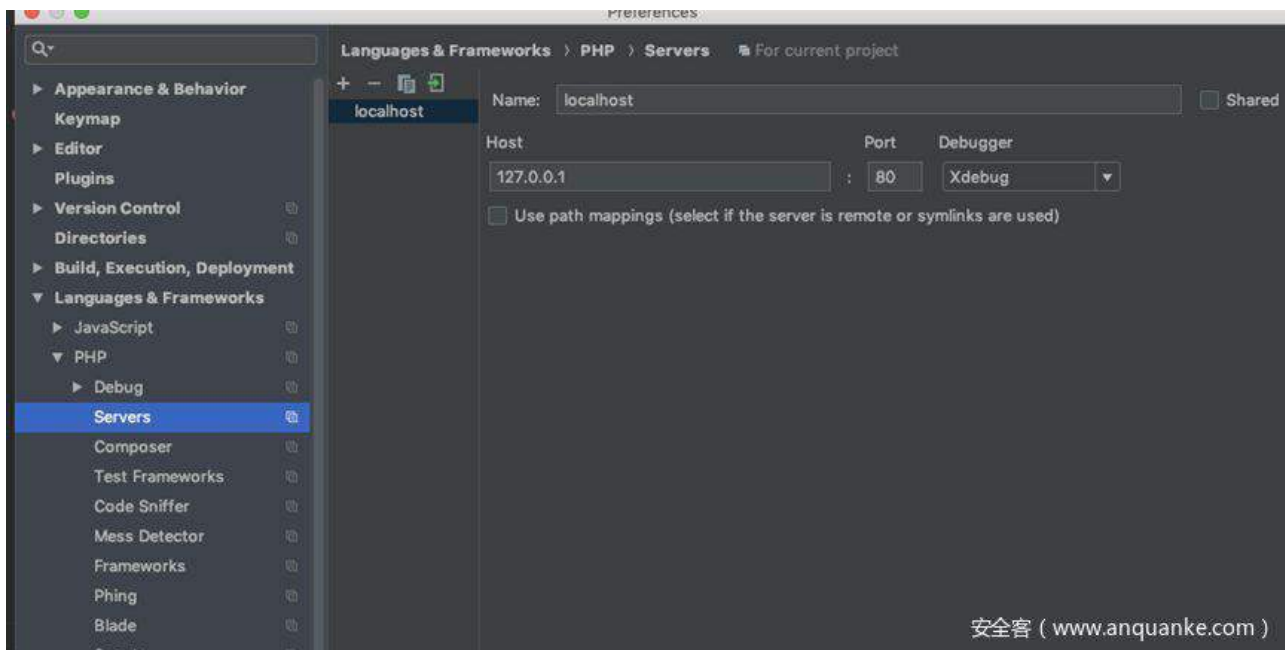 Preferences
Languages & Frameworks › PHP › Servers For current project
Appearance & Behavior
Keymap
Editor
Plugins
Version Control
Directories
Build, Execution, Deployment
Languages & Frameworks
JavaScript
PHP
Debug
Servers
Composer
Test Frameworks
Code Sniffer
Mess Detector
Frameworks
Phing
Blade
localhost
Name: localhost Shared
Host Port Debugger
127.0.0.1 : 80 Xdebug
Use path mappings (select if the server is remote or symlinks are used)
安全客 ( www.anquanke.com )